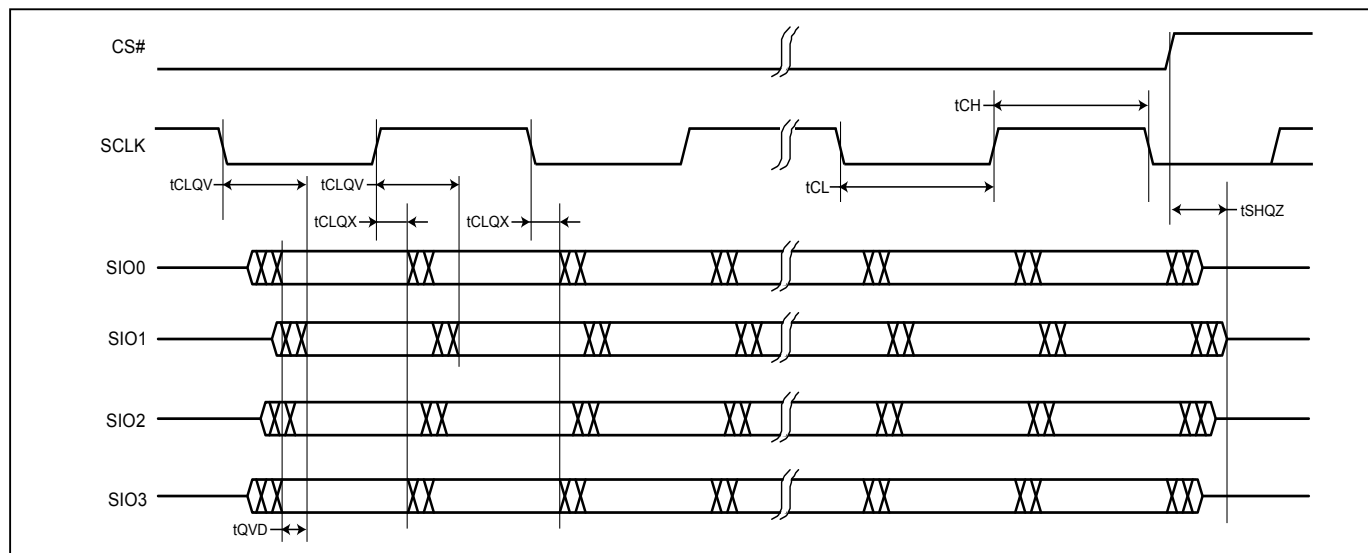 CS#
tCH
SCLK
tCLQV
tCLQV
tCL
tCLQX
tCLQX
tSHQZ
SIO0
SIO1
SIO2
SIO3
tQVD